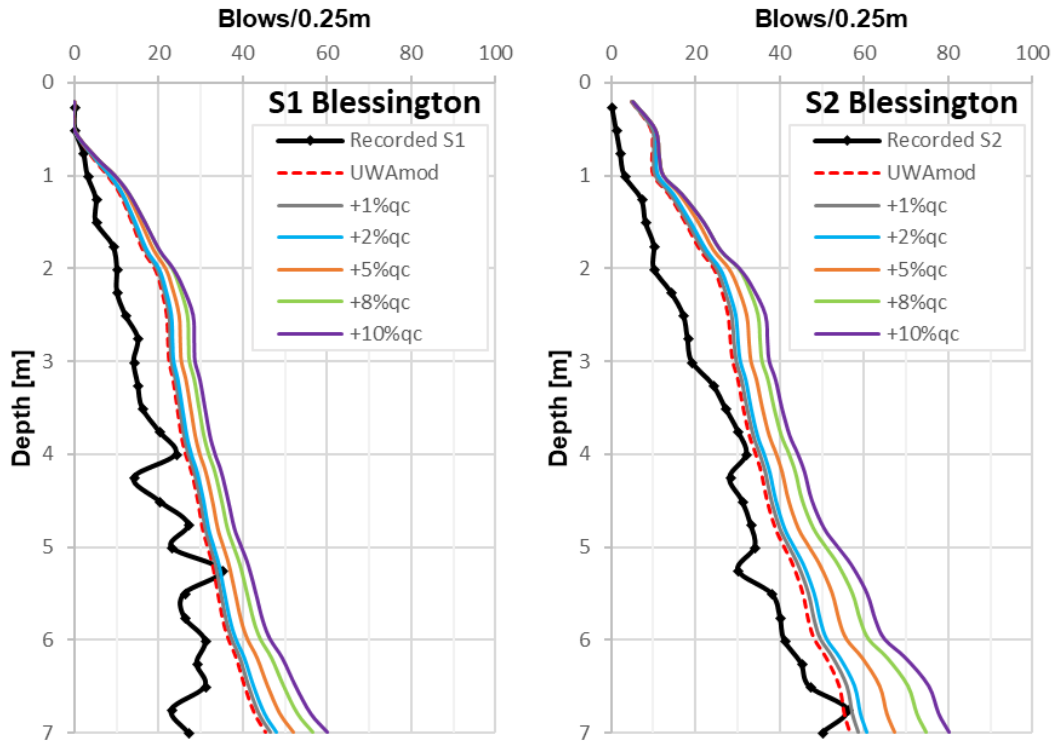 Blows/0.25m
0 20 40 60 80 100
0
1
2
3
4
5
6
7
Depth [m]
S1 Blessington
Recorded S1
UWAmod
+1%qc
+2%qc
+5%qc
+8%qc
+10%qc
Blows/0.25m
0 20 40 60 80 100
0
1
2
3
4
5
6
7
Depth [m]
S2 Blessington
Recorded S2
UWAmod
+1%qc
+2%qc
+5%qc
+8%qc
+10%qc